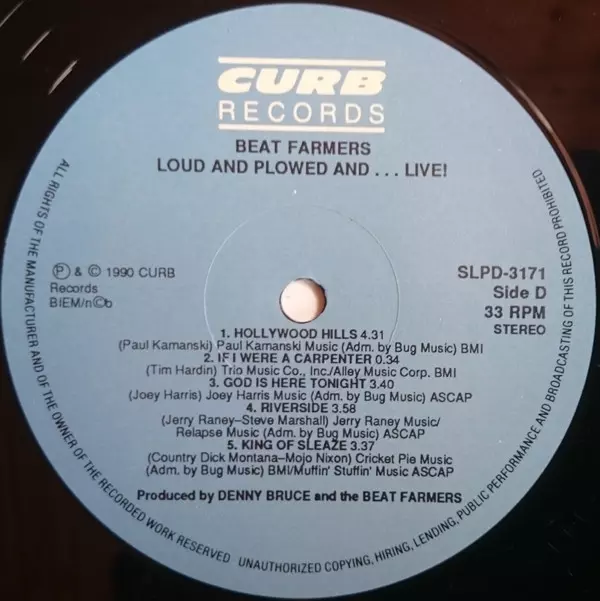 CURB
RECORDS
BEAT FARMERS
LOUD AND PLOWED AND . . . LIVE!
Ⓟ & © 1990 CURB
Records
BIEM/n©b
SLPD-3171
Side D
33 RPM
STEREO
1. HOLLYWOOD HILLS 4.31
(Paul Kamanski) Paul Kamanski Music (Adm. by Bug Music) BMI
2. IF I WERE A CARPENTER 0.34
(Tim Hardin) Trio Music Co., Inc./Alley Music Corp. BMI
3. GOD IS HERE TONIGHT 3.40
(Joey Harris) Joey Harris Music (Adm. by Bug Music) ASCAP
4. RIVERSIDE 3.58
(Jerry Raney–Steve Marshall) Jerry Raney Music/
Relapse Music (Adm. by Bug Music) ASCAP
5. KING OF SLEAZE 3.37
(Country Dick Montana–Mojo Nixon) Cricket Pie Music
(Adm. by Bug Music) BMI/Muffin' Stuffin' Music ASCAP
Produced by DENNY BRUCE and the BEAT FARMERS
ALL RIGHTS OF THE MANUFACTURER AND OF THE OWNER OF THE RECORDED WORK RESERVED UNAUTHORIZED COPYING, HIRING, LENDING, PUBLIC PERFORMANCE AND BROADCASTING OF THIS RECORD PROHIBITED